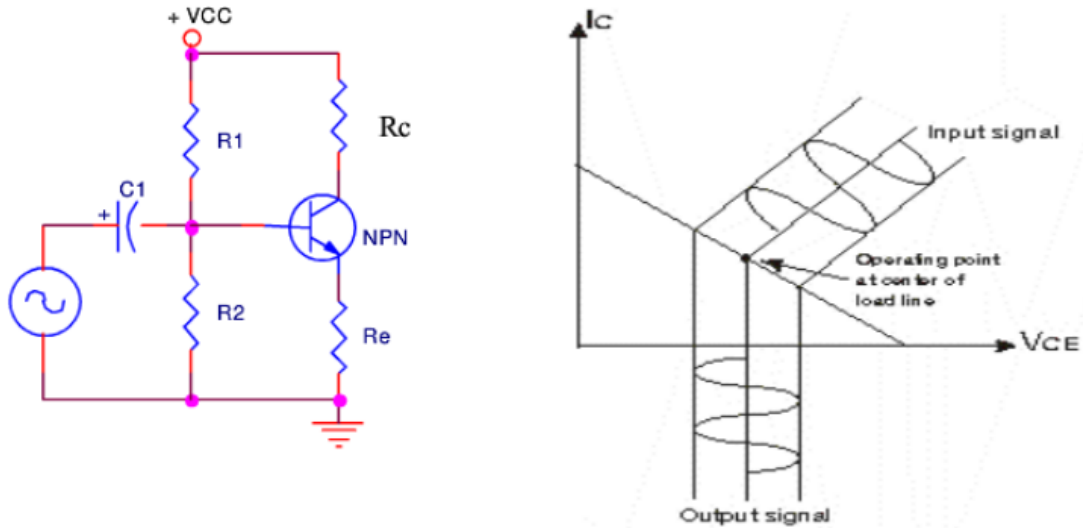 + VCC
R1
Rc
C1
+
NPN
R2
Re
IC
Input signal
Operating point
at center of
load line
VCE
Output signal